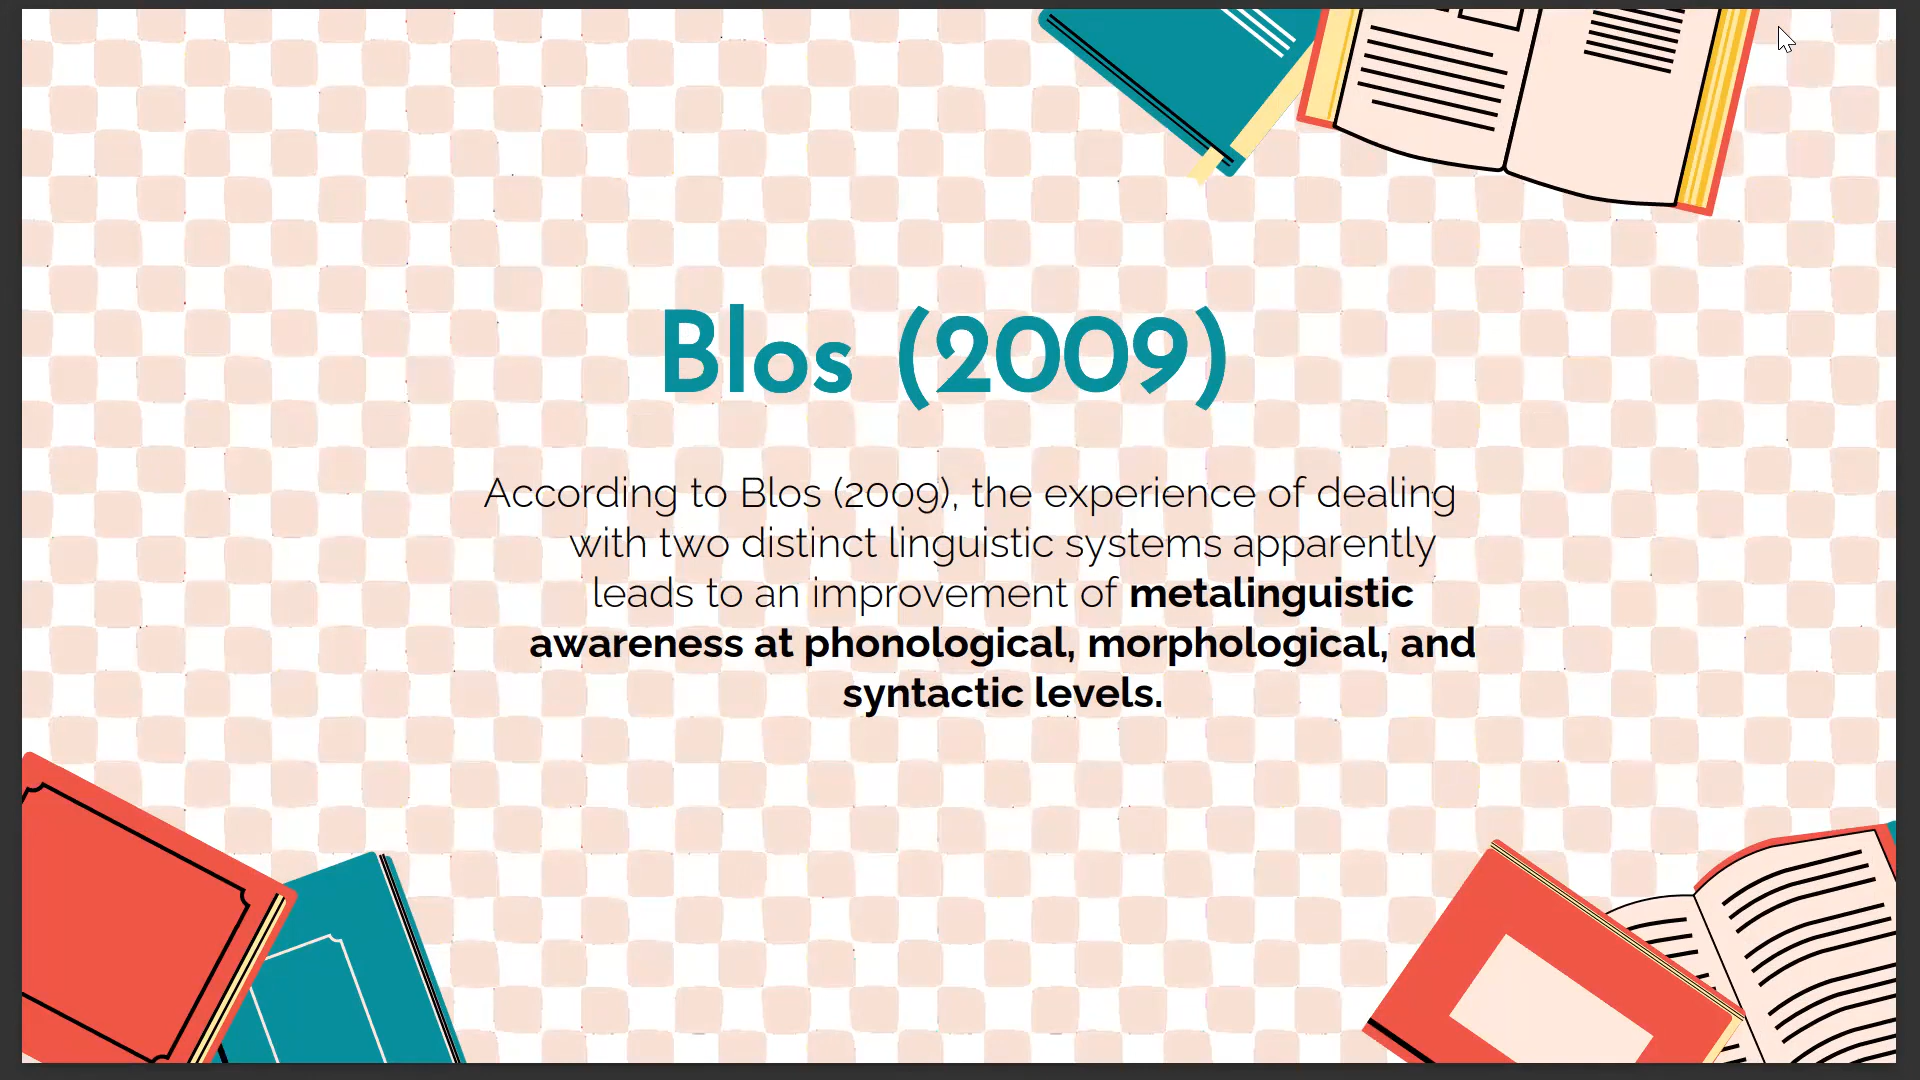 Blos (2009)
According to Blos (2009), the experience of dealing
with two distinct linguistic systems apparently
leads to an improvement of metalinguistic
awareness at phonological, morphological, and
syntactic levels.